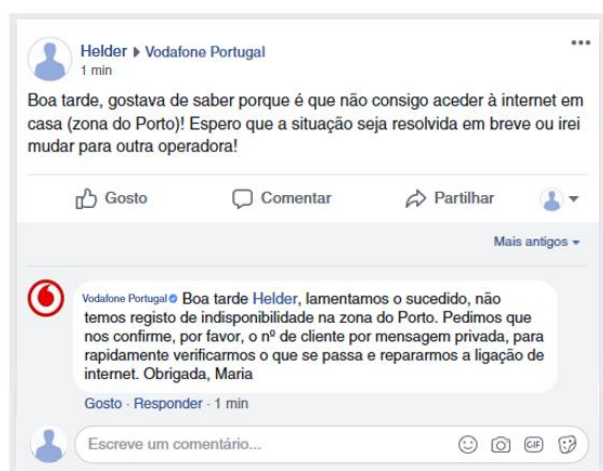 Helder ▸ Vodafone Portugal
1 min
Boa tarde, gostava de saber porque é que não consigo aceder à internet em
casa (zona do Porto)! Espero que a situação seja resolvida em breve ou irei
mudar para outra operadora!
Gosto Comentar Partilhar
Mais antigos
Vodafone Portugal Boa tarde Helder, lamentamos o sucedido, não
temos registo de indisponibilidade na zona do Porto. Pedimos que
nos confirme, por favor, o nº de cliente por mensagem privada, para
rapidamente verificarmos o que se passa e repararmos a ligação de
internet. Obrigada, Maria
Gosto · Responder · 1 min
Escreve um comentário... GIF